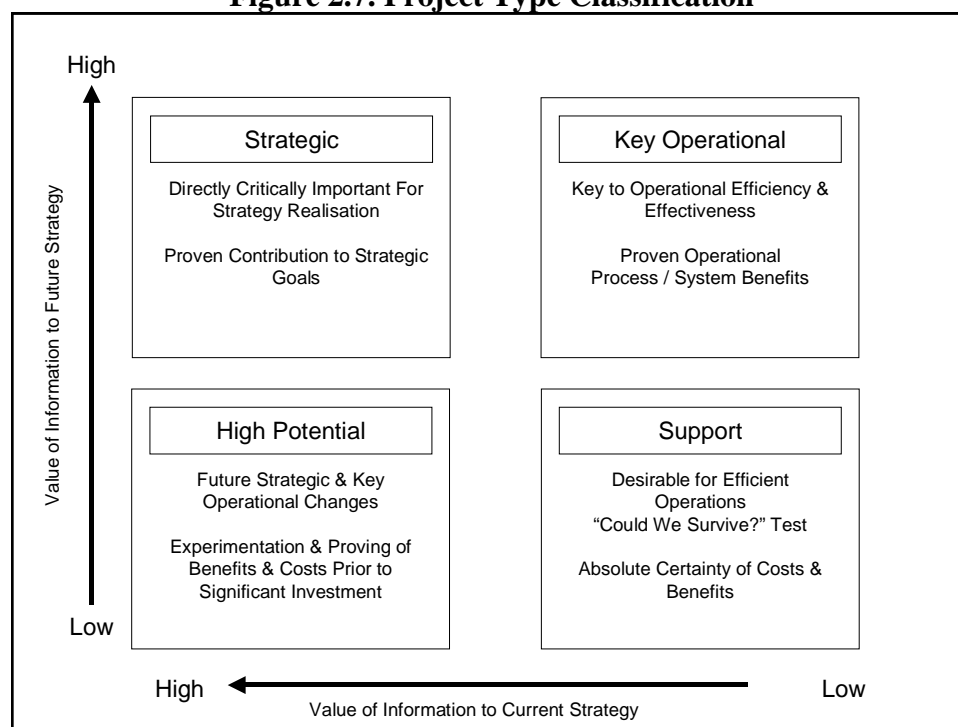 Figure 2.7. Project Type Classification
High
Value of Information to Future Strategy
Low
Strategic
Directly Critically Important For
Strategy Realisation
Proven Contribution to Strategic
Goals
Key Operational
Key to Operational Efficiency &
Effectiveness
Proven Operational
Process / System Benefits
High Potential
Future Strategic & Key
Operational Changes
Experimentation & Proving of
Benefits & Costs Prior to
Significant Investment
Support
Desirable for Efficient
Operations
“Could We Survive?” Test
Absolute Certainty of Costs &
Benefits
High
Low
Value of Information to Current Strategy